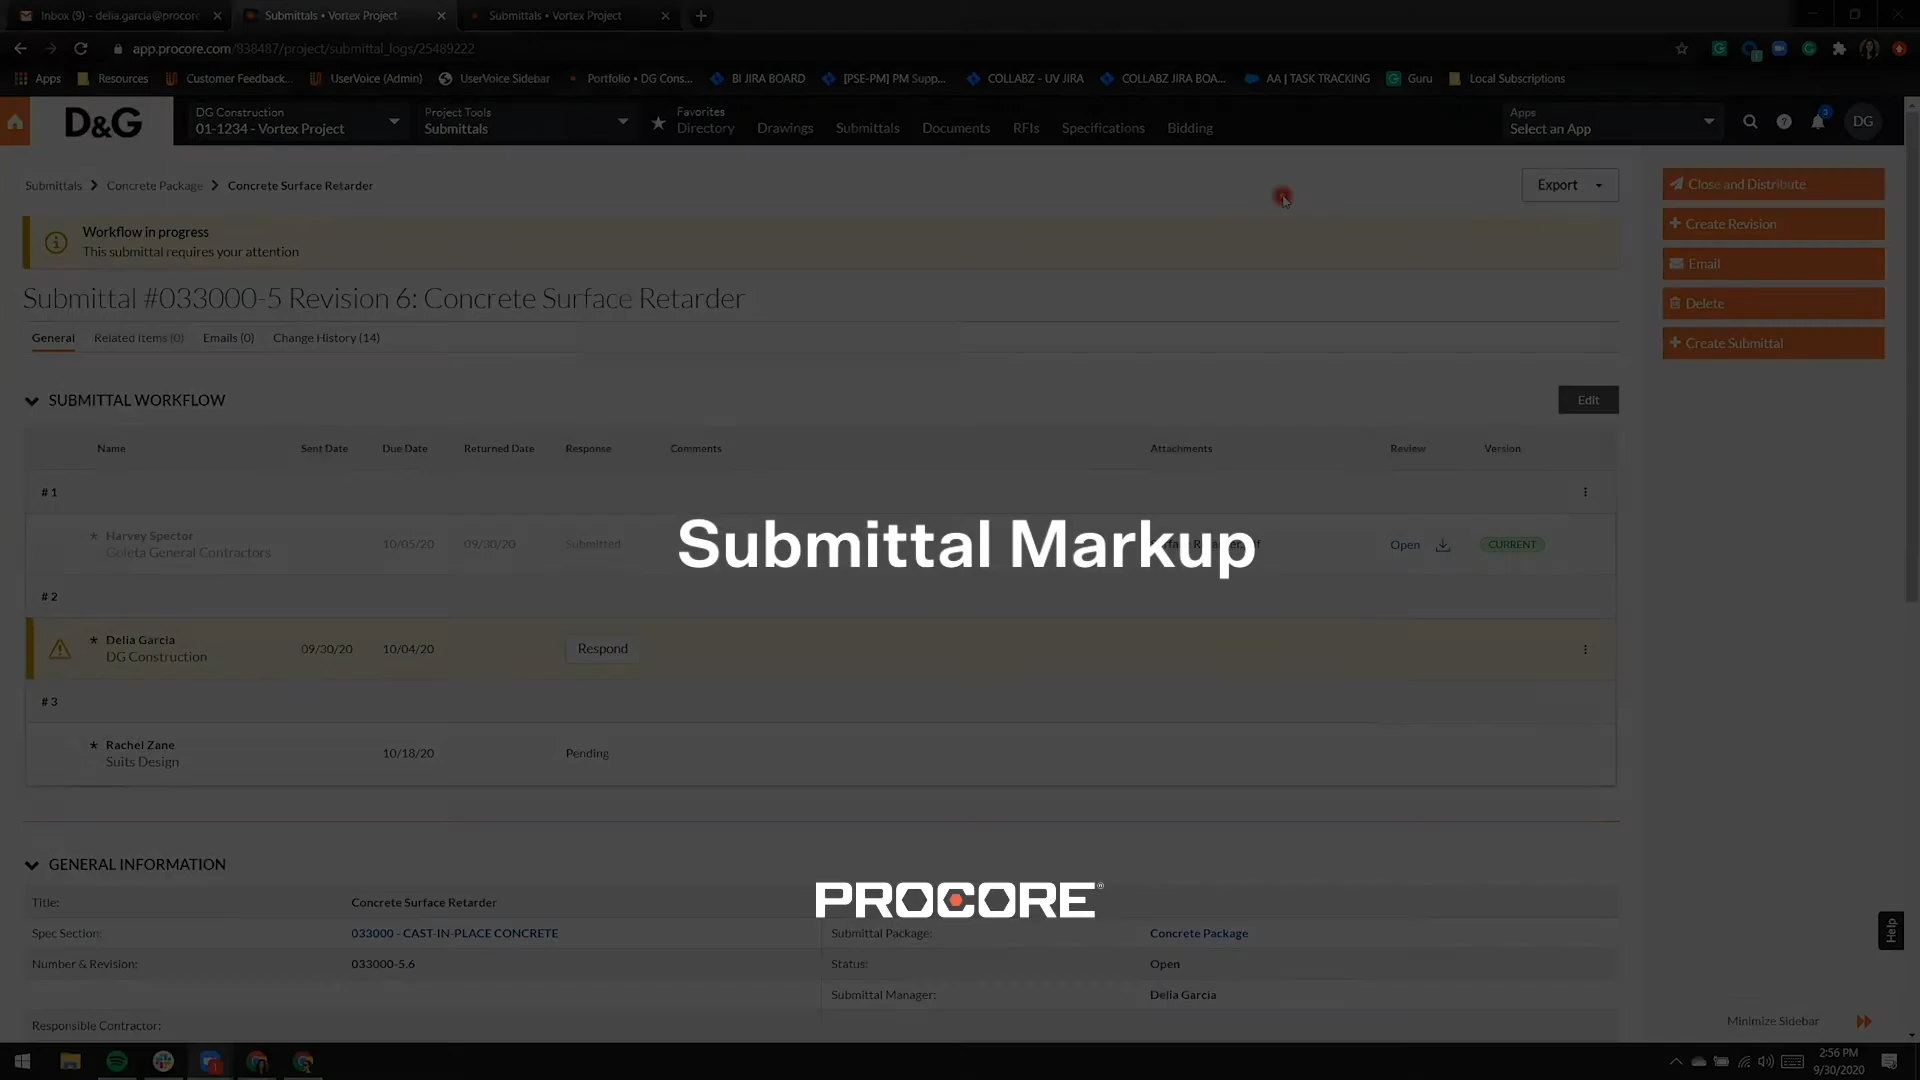 Inbox (9) - delia.garcia@procore
Submittals • Vortex Project
Submittals • Vortex Project
app.procore.com/838487/project/submittal_logs/25489222
Apps
Resources
Customer Feedback...
UserVoice (Admin)
UserVoice Sidebar
Portfolio • DG Cons...
BI JIRA BOARD
[PSE-PM] PM Supp...
COLLABZ - UV JIRA
COLLABZ JIRA BOA...
AA | TASK TRACKING
Guru
Local Subscriptions
D&G
DG Construction
01-1234 - Vortex Project
Project Tools
Submittals
Favorites
Directory
Drawings
Submittals
Documents
RFIs
Specifications
Bidding
Apps
Select an App
3
DG
Submittals > Concrete Package > Concrete Surface Retarder
Export
Close and Distribute
Create Revision
Email
Delete
Create Submittal
Workflow in progress
This submittal requires your attention
Submittal #033000-5 Revision 6: Concrete Surface Retarder
General
Related Items (0)
Emails (0)
Change History (14)
SUBMITTAL WORKFLOW
Edit
Name
Sent Date
Due Date
Returned Date
Response
Comments
Attachments
Review
Version
# 1
* Harvey Spector
Goleta General Contractors
10/05/20
09/30/20
Submitted
Open
CURRENT
Submittal Markup
# 2
* Delia Garcia
DG Construction
09/30/20
10/04/20
Respond
# 3
* Rachel Zane
Suits Design
10/18/20
Pending
GENERAL INFORMATION
PROCORE®
Title:
Concrete Surface Retarder
Spec Section:
033000 - CAST-IN-PLACE CONCRETE
Submittal Package:
Concrete Package
Number & Revision:
033000-5.6
Status:
Open
Submittal Manager:
Delia Garcia
Responsible Contractor:
Help
Minimize Sidebar
1
2:56 PM
9/30/2020